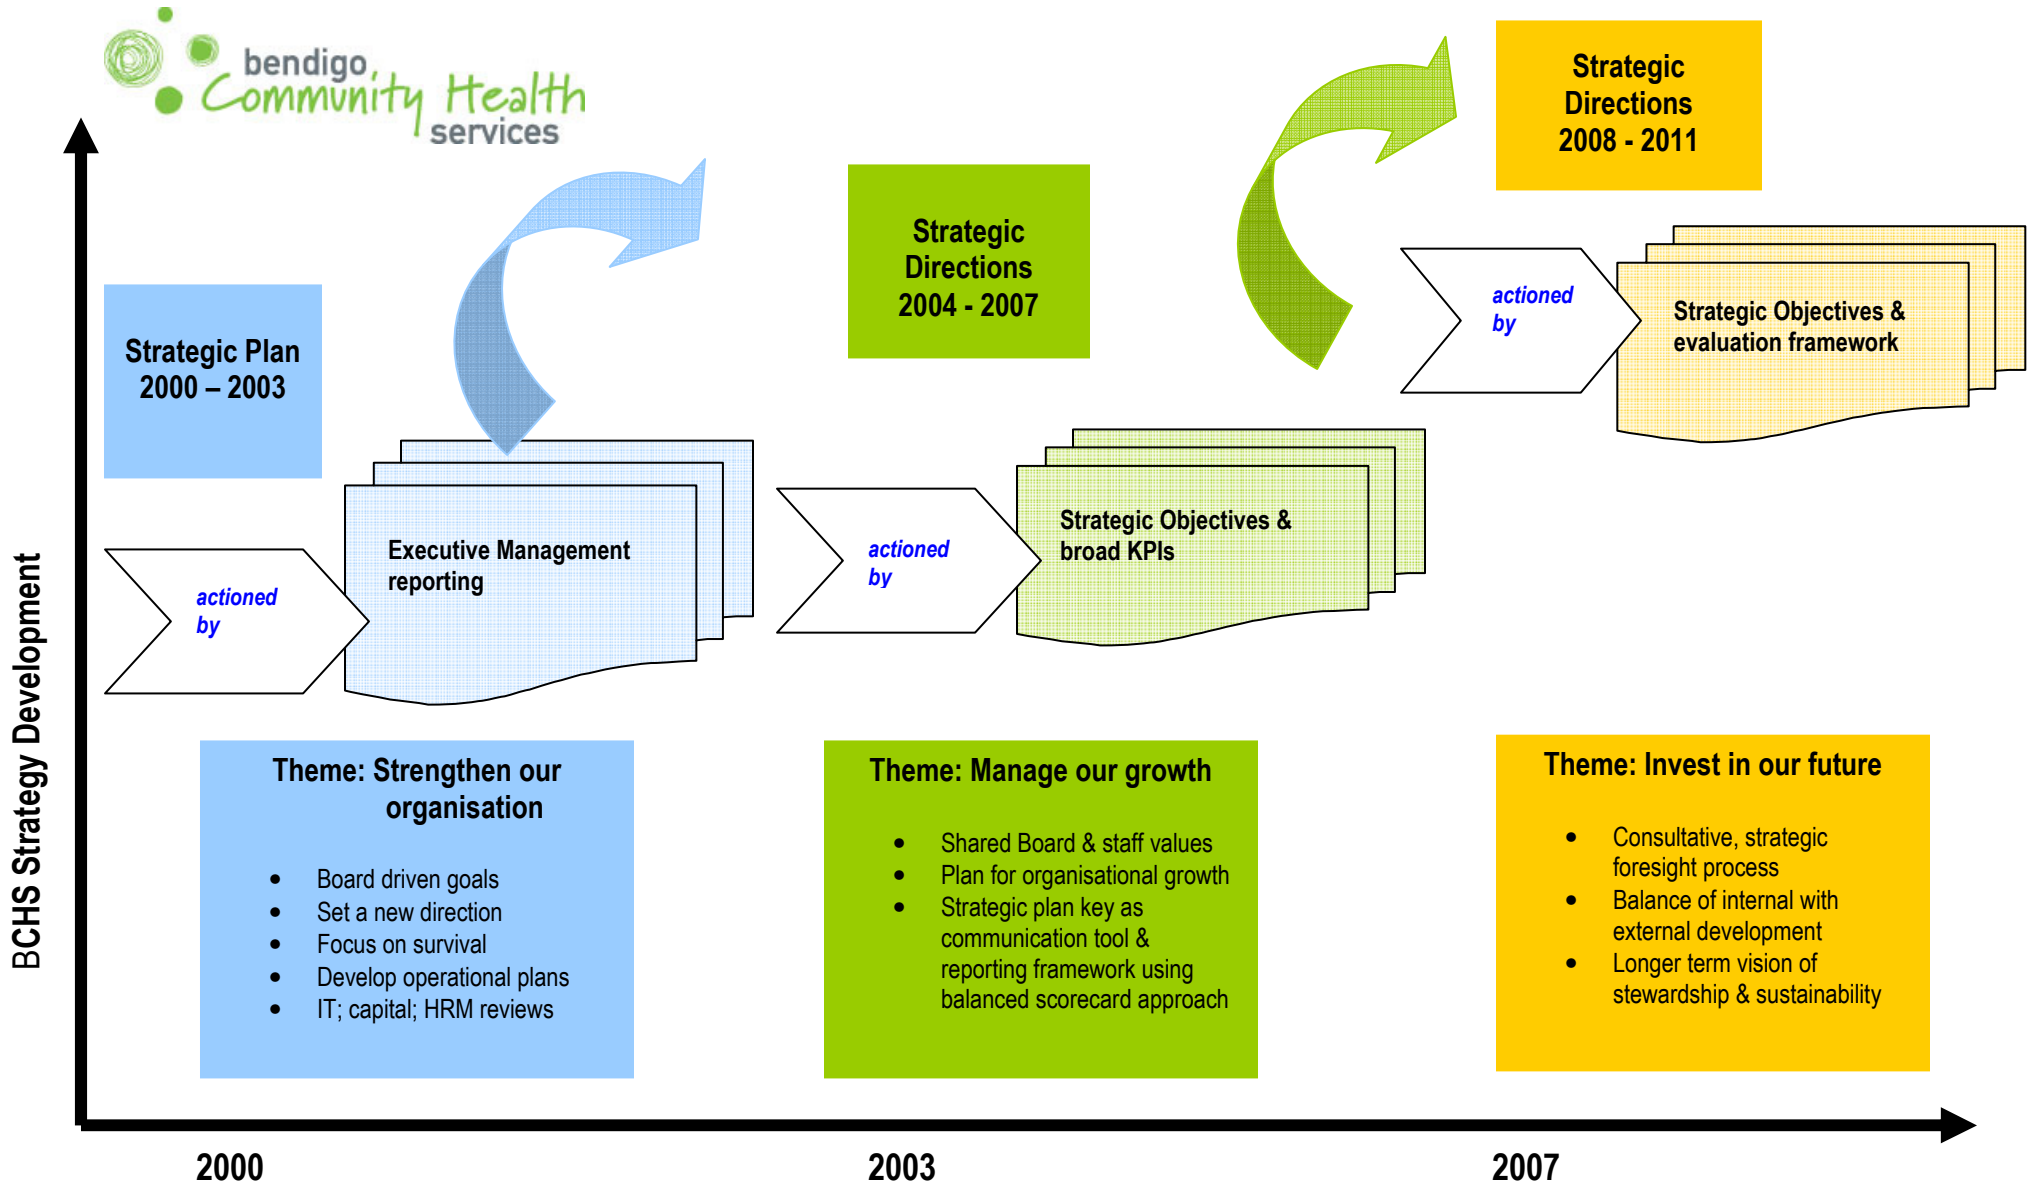 bendigo
Community Health
services
Strategic
Directions
2008 - 2011
Strategic
Directions
2004 - 2007
Strategic Plan
2000 – 2003
actioned
by
Strategic Objectives &
evaluation framework
actioned
by
Strategic Objectives &
broad KPIs
actioned
by
Executive Management
reporting
BCHS Strategy Development
Theme: Strengthen our
organisation
• Board driven goals
• Set a new direction
• Focus on survival
• Develop operational plans
• IT; capital; HRM reviews
Theme: Manage our growth
• Shared Board & staff values
• Plan for organisational growth
• Strategic plan key as
communication tool &
reporting framework using
balanced scorecard approach
Theme: Invest in our future
• Consultative, strategic
foresight process
• Balance of internal with
external development
• Longer term vision of
stewardship & sustainability
2000
2003
2007